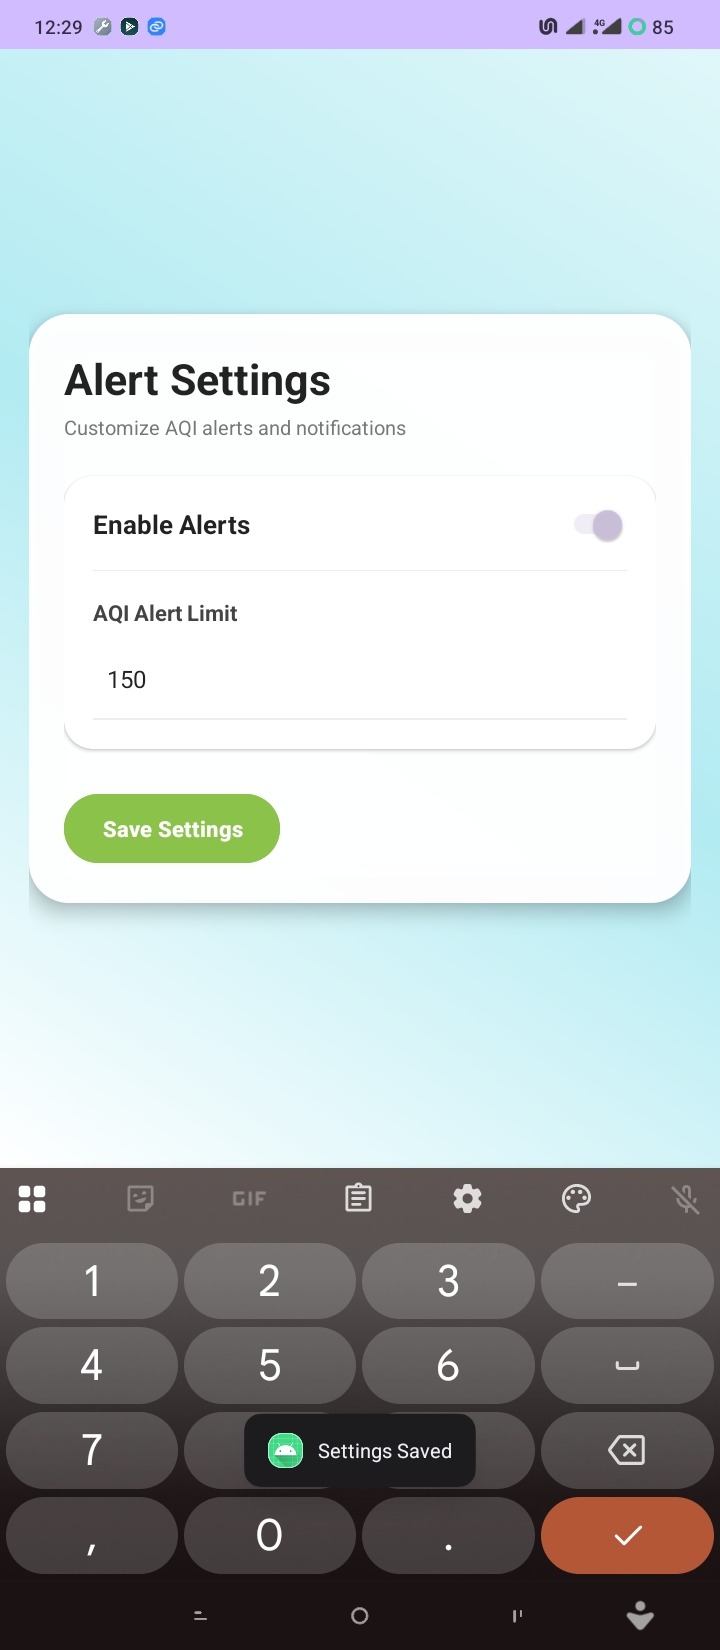 12:29
4G
85
Alert Settings
Customize AQI alerts and notifications
Enable Alerts
AQI Alert Limit
150
Save Settings
GIF
1 2 3 –
4 5 6
7
Settings Saved
, 0 .